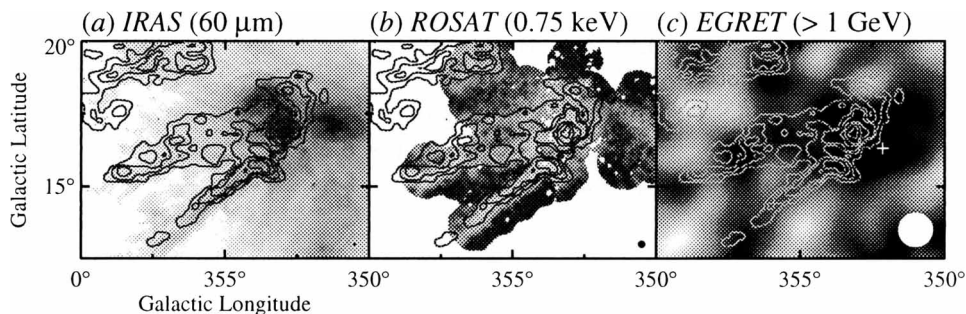 (a) IRAS (60 μm) (b) ROSAT (0.75 keV) (c) EGRET (> 1 GeV)
20°
15°
Galactic Latitude
0° 355° 350° 355° 350° 355° 350°
Galactic Longitude